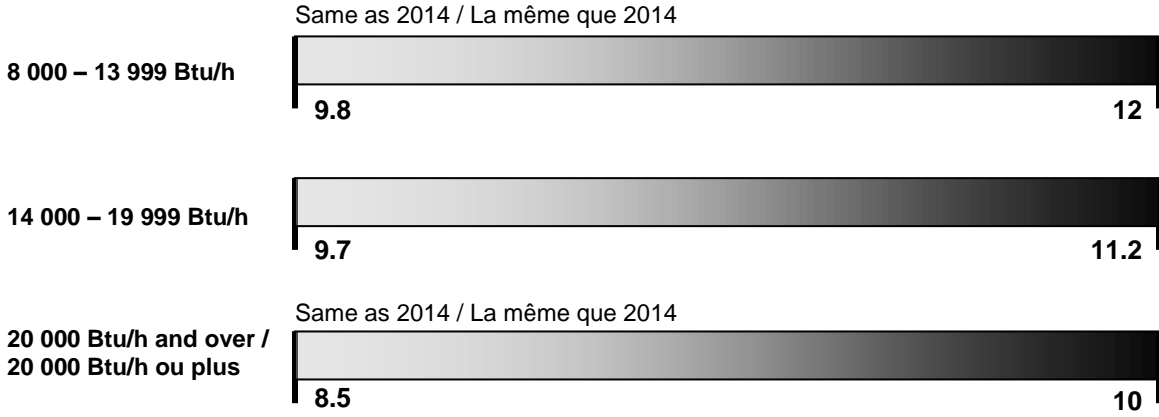 Same as 2014 / La même que 2014
8 000 – 13 999 Btu/h
9.8 12
14 000 – 19 999 Btu/h
9.7 11.2
Same as 2014 / La même que 2014
20 000 Btu/h and over /
20 000 Btu/h ou plus
8.5 10